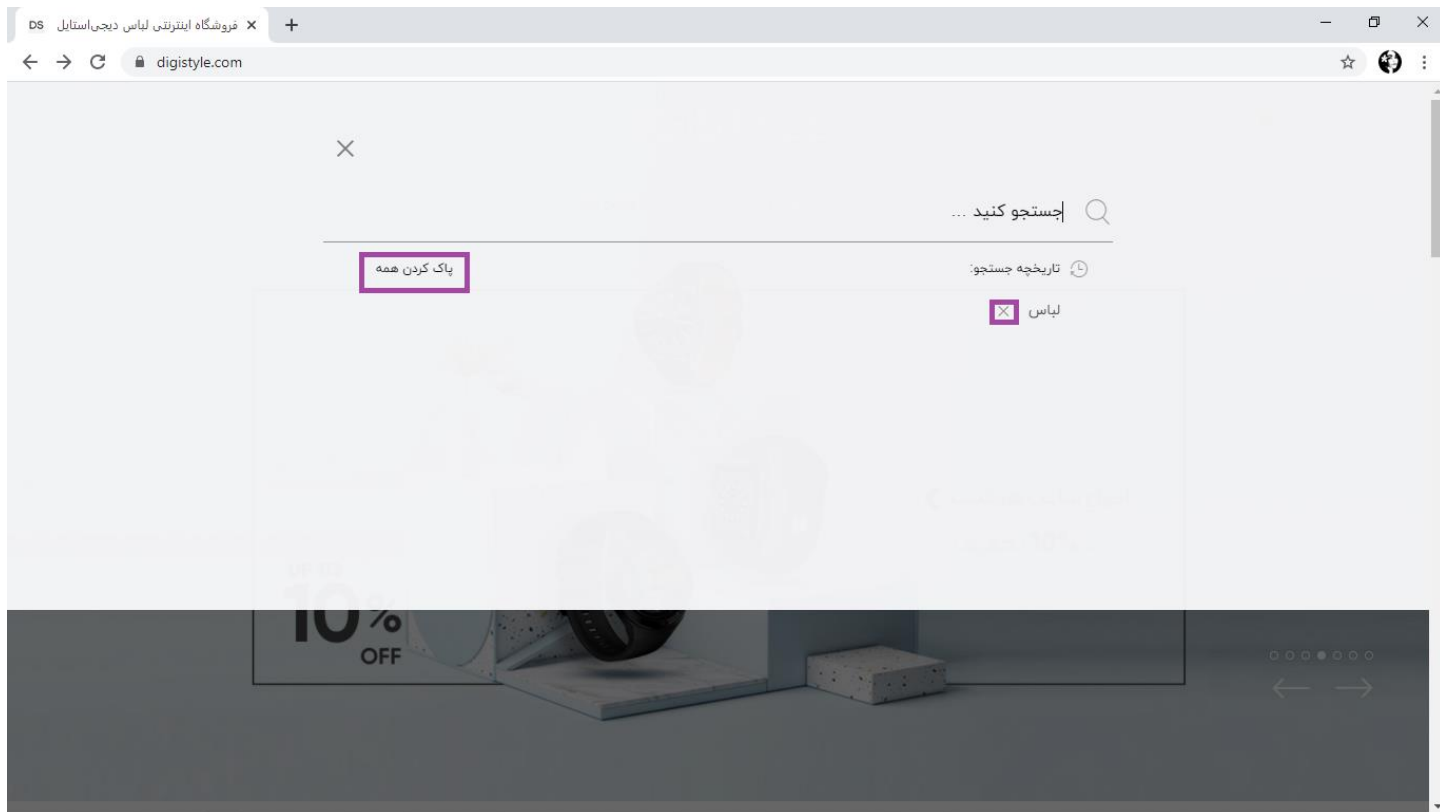 DS فروشگاه اینترنتی لباس دیجی‌استایل
digistyle.com
جستجو کنید ...
تاریخچه جستجو:
پاک کردن همه
لباس
10%
OFF